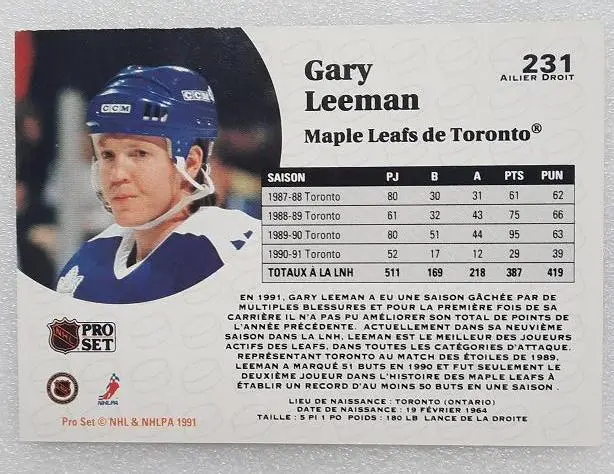 231
AILIER DROIT
Gary
Leeman
Maple Leafs de Toronto®
CCM
CCM
SAISON PJ B A PTS PUN
1987-88 Toronto 80 30 31 61 62
1988-89 Toronto 61 32 43 75 66
1989-90 Toronto 80 51 44 95 63
1990-91 Toronto 52 17 12 29 39
TOTAUX À LA LNH 511 169 218 387 419
EN 1991, GARY LEEMAN A EU UNE SAISON GÂCHÉE PAR DE
MULTIPLES BLESSURES ET POUR LA PREMIÈRE FOIS DE SA
CARRIÈRE IL N'A PAS PU AMÉLIORER SON TOTAL DE POINTS DE
L'ANNÉE PRÉCÉDENTE. ACTUELLEMENT DANS SA NEUVIÈME
SAISON DANS LA LNH, LEEMAN EST LE MEILLEUR DES JOUEURS
ACTIFS DES LEAFS, DANS TOUTES LES CATÉGORIES D'ATTAQUE.
REPRÉSENTANT TORONTO AU MATCH DES ÉTOILES DE 1989,
LEEMAN A MARQUÉ 51 BUTS EN 1990 ET FUT SEULEMENT LE
DEUXIÈME JOUEUR DANS L'HISTOIRE DES MAPLE LEAFS À
ÉTABLIR UN RECORD D'AU MOINS 50 BUTS EN UNE SAISON.
LIEU DE NAISSANCE : TORONTO (ONTARIO)
DATE DE NAISSANCE : 19 FÉVRIER 1964
TAILLE : 5 PI 1 PO POIDS : 180 LB LANCE DE LA DROITE
NHL
PRO
SET
NHLPA
Pro Set © NHL & NHLPA 1991